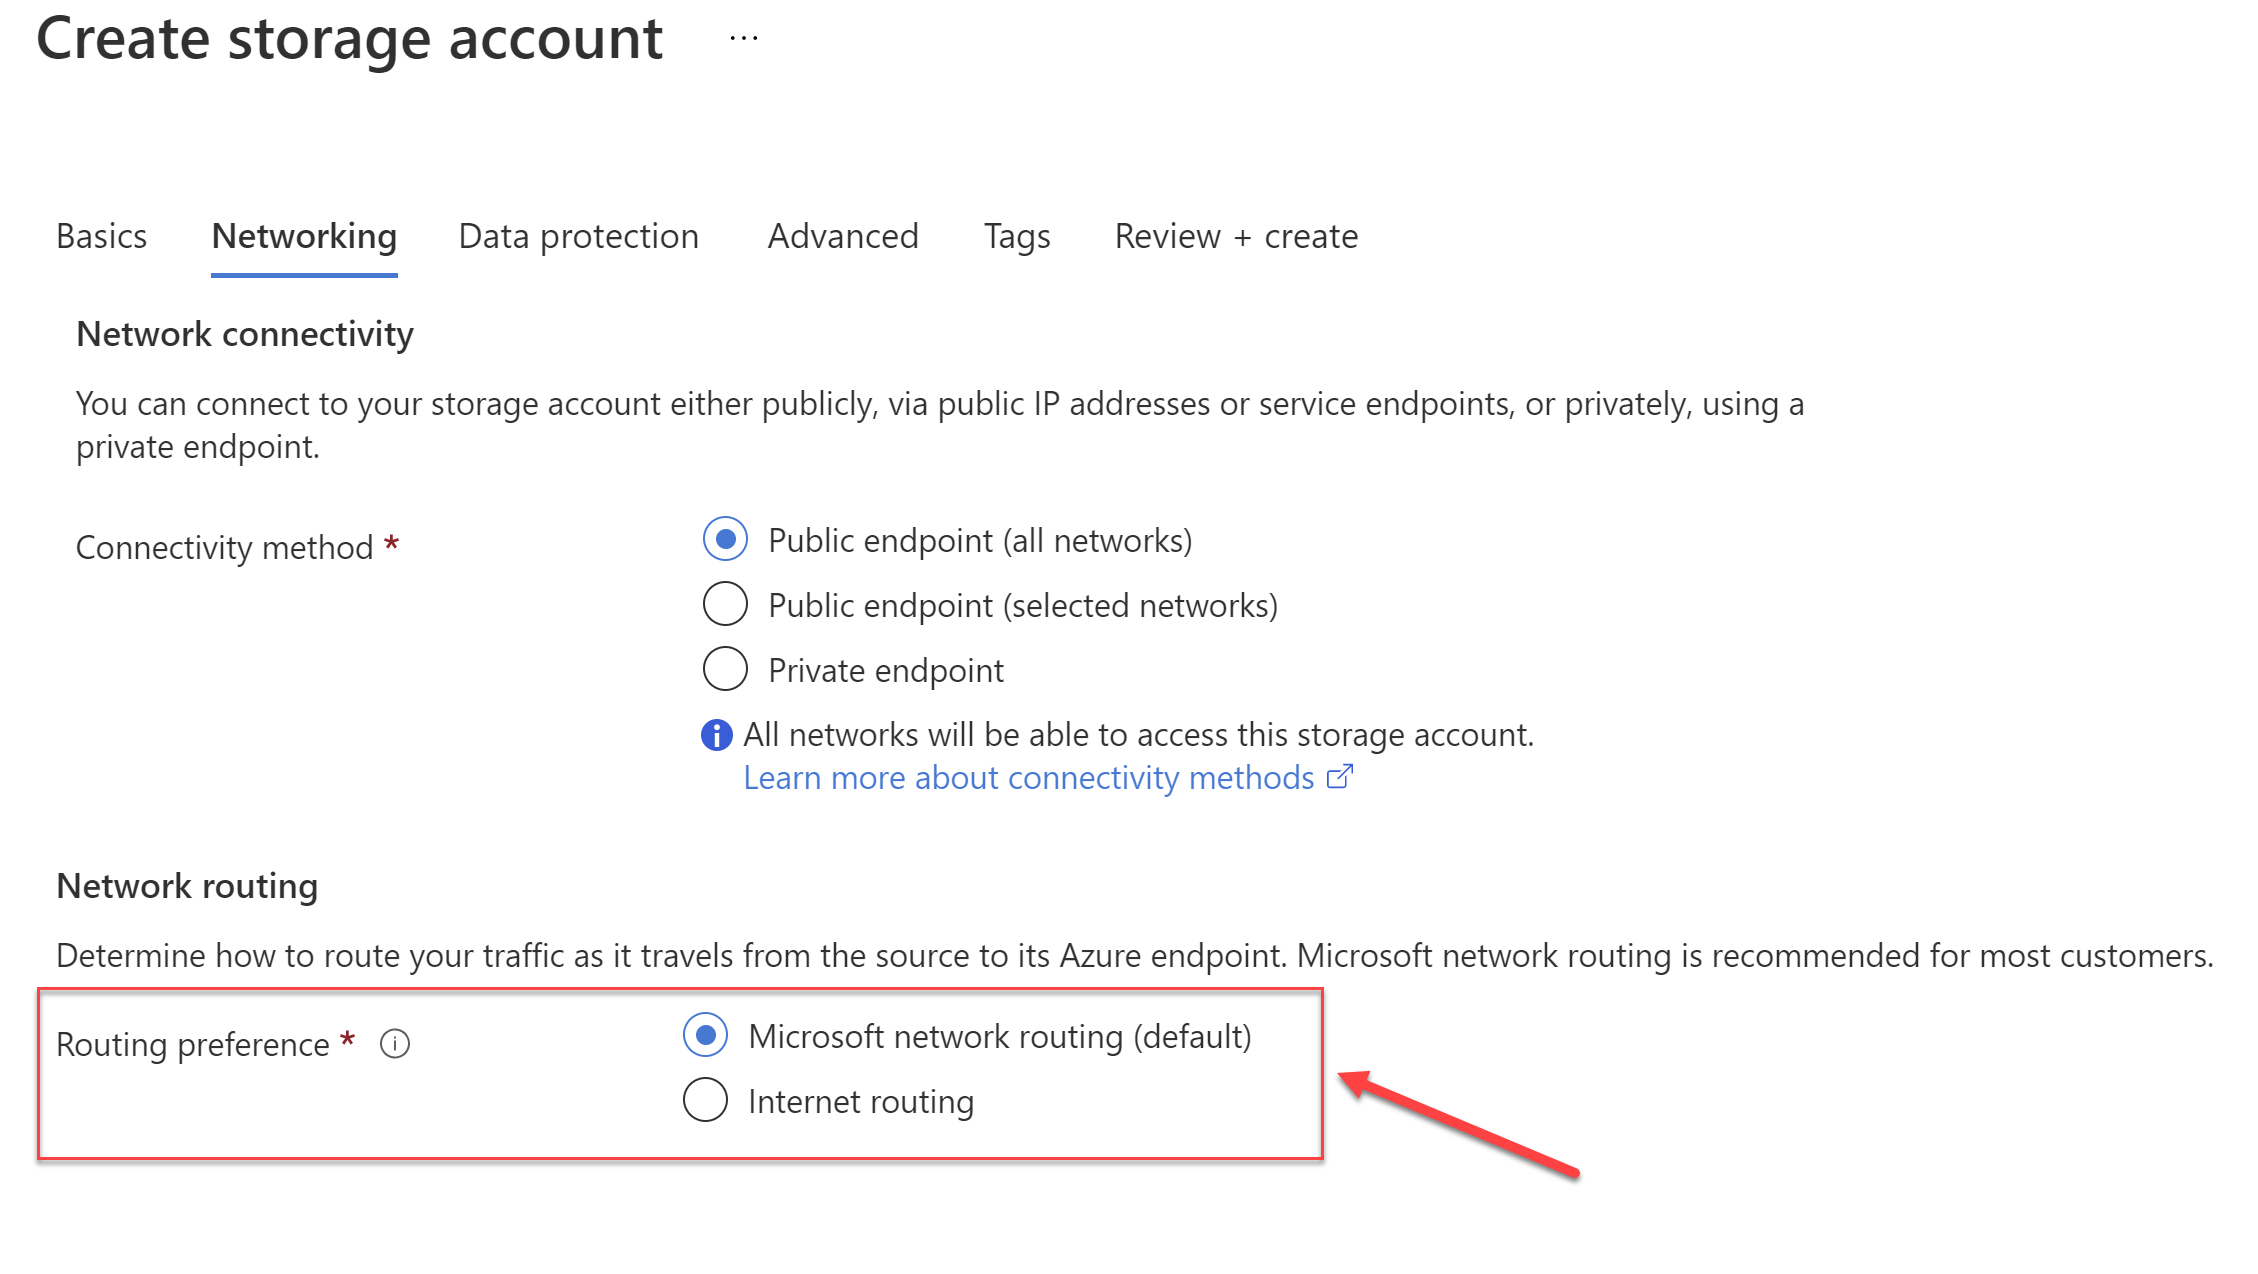 Create storage account ...
Basics Networking Data protection Advanced Tags Review + create
Network connectivity
You can connect to your storage account either publicly, via public IP addresses or service endpoints, or privately, using a
private endpoint.
Connectivity method *
Public endpoint (all networks)
Public endpoint (selected networks)
Private endpoint
All networks will be able to access this storage account.
Learn more about connectivity methods
Network routing
Determine how to route your traffic as it travels from the source to its Azure endpoint. Microsoft network routing is recommended for most customers.
Routing preference *
Microsoft network routing (default)
Internet routing